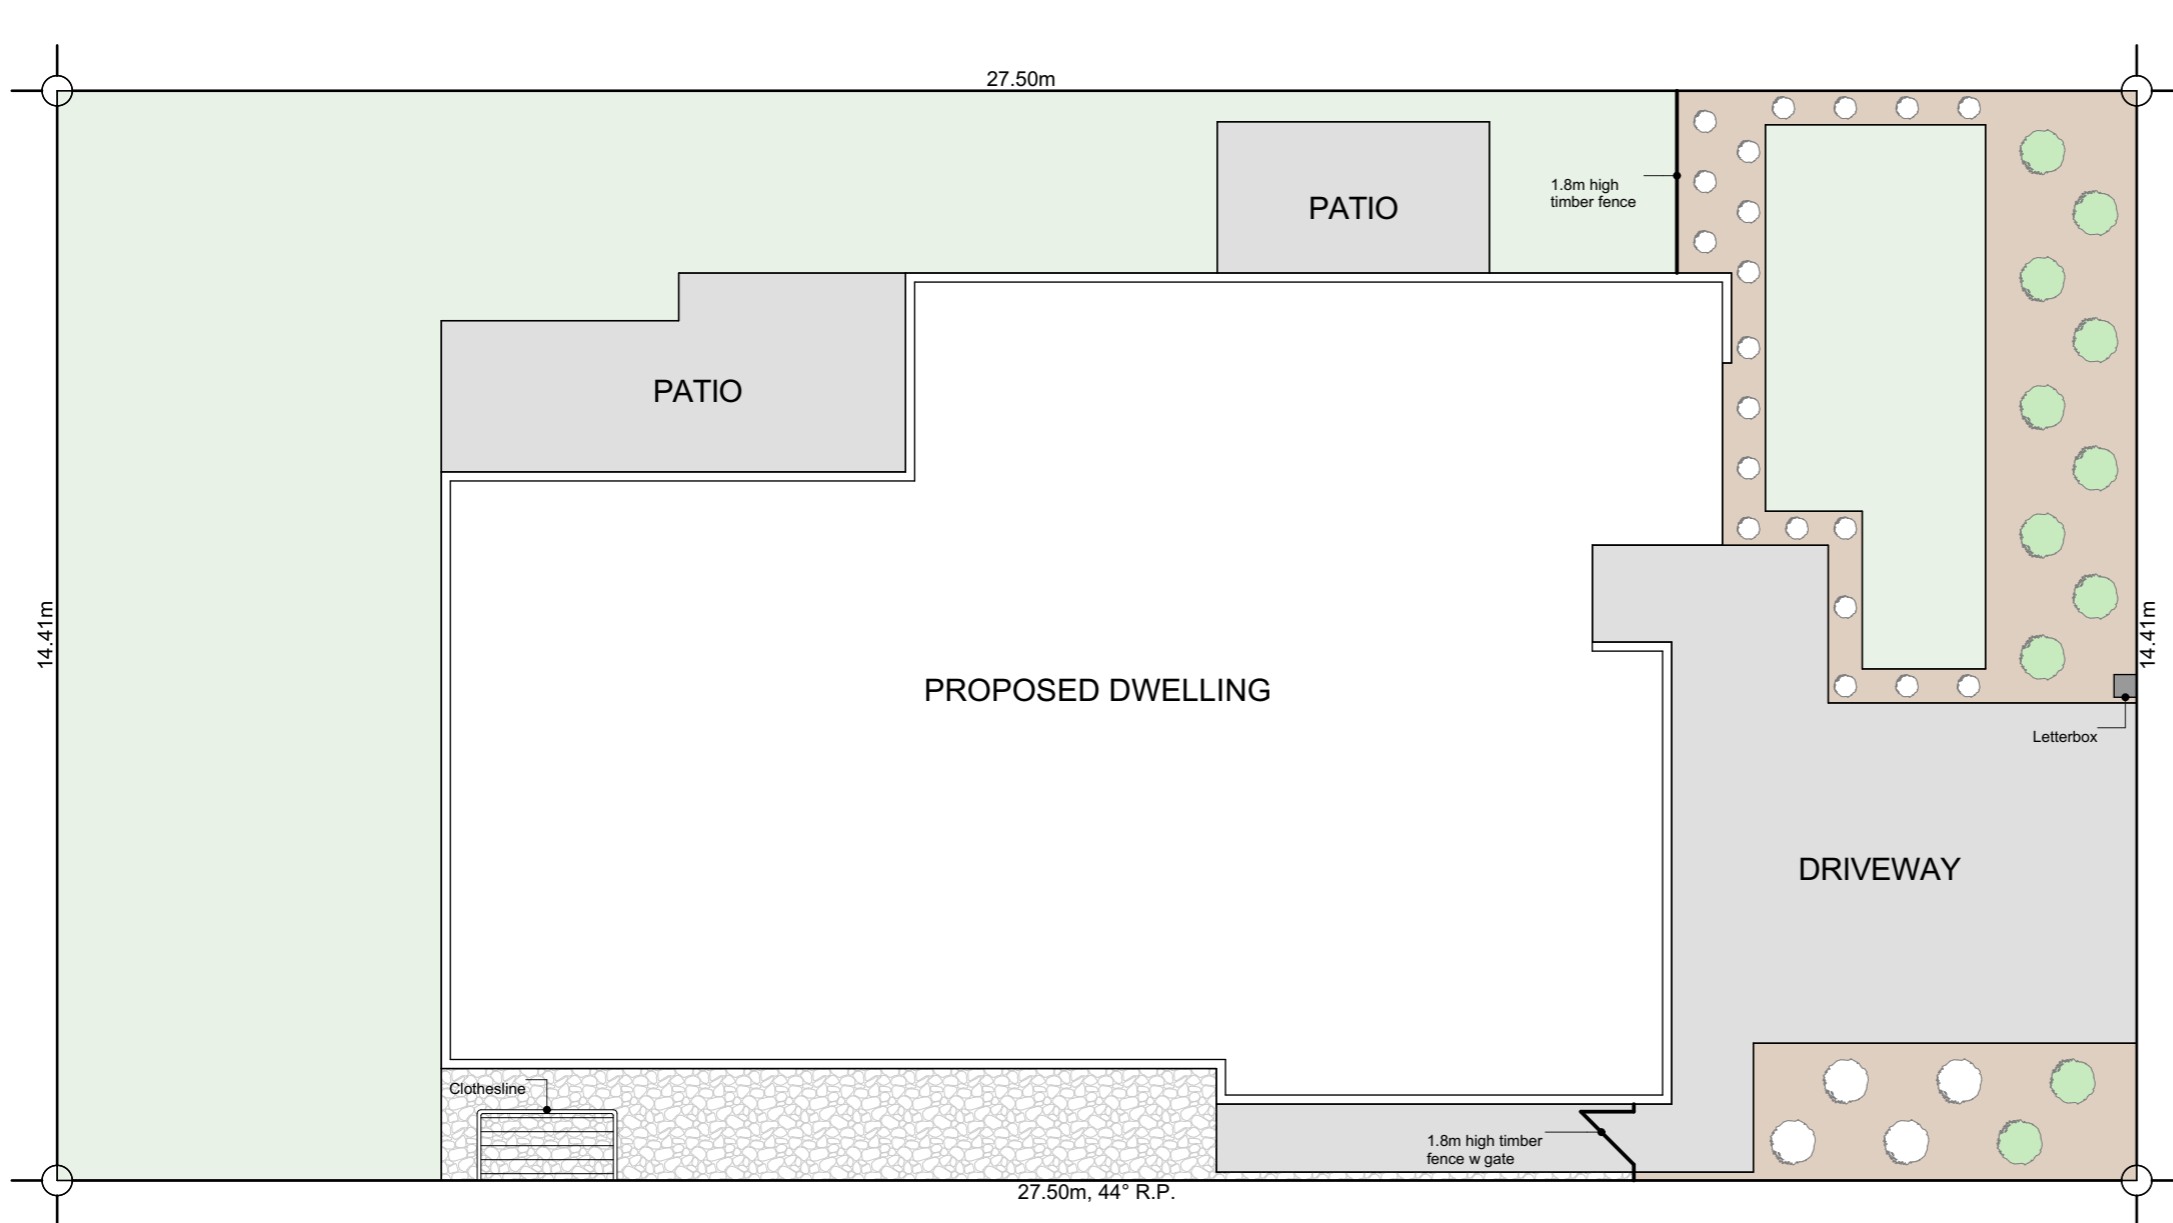 27.50m
1.8m high
timber fence
PATIO
PATIO
14.41m
14.41m
PROPOSED DWELLING
Letterbox
DRIVEWAY
Clothesline
1.8m high timber
fence w gate
27.50m, 44° R.P.